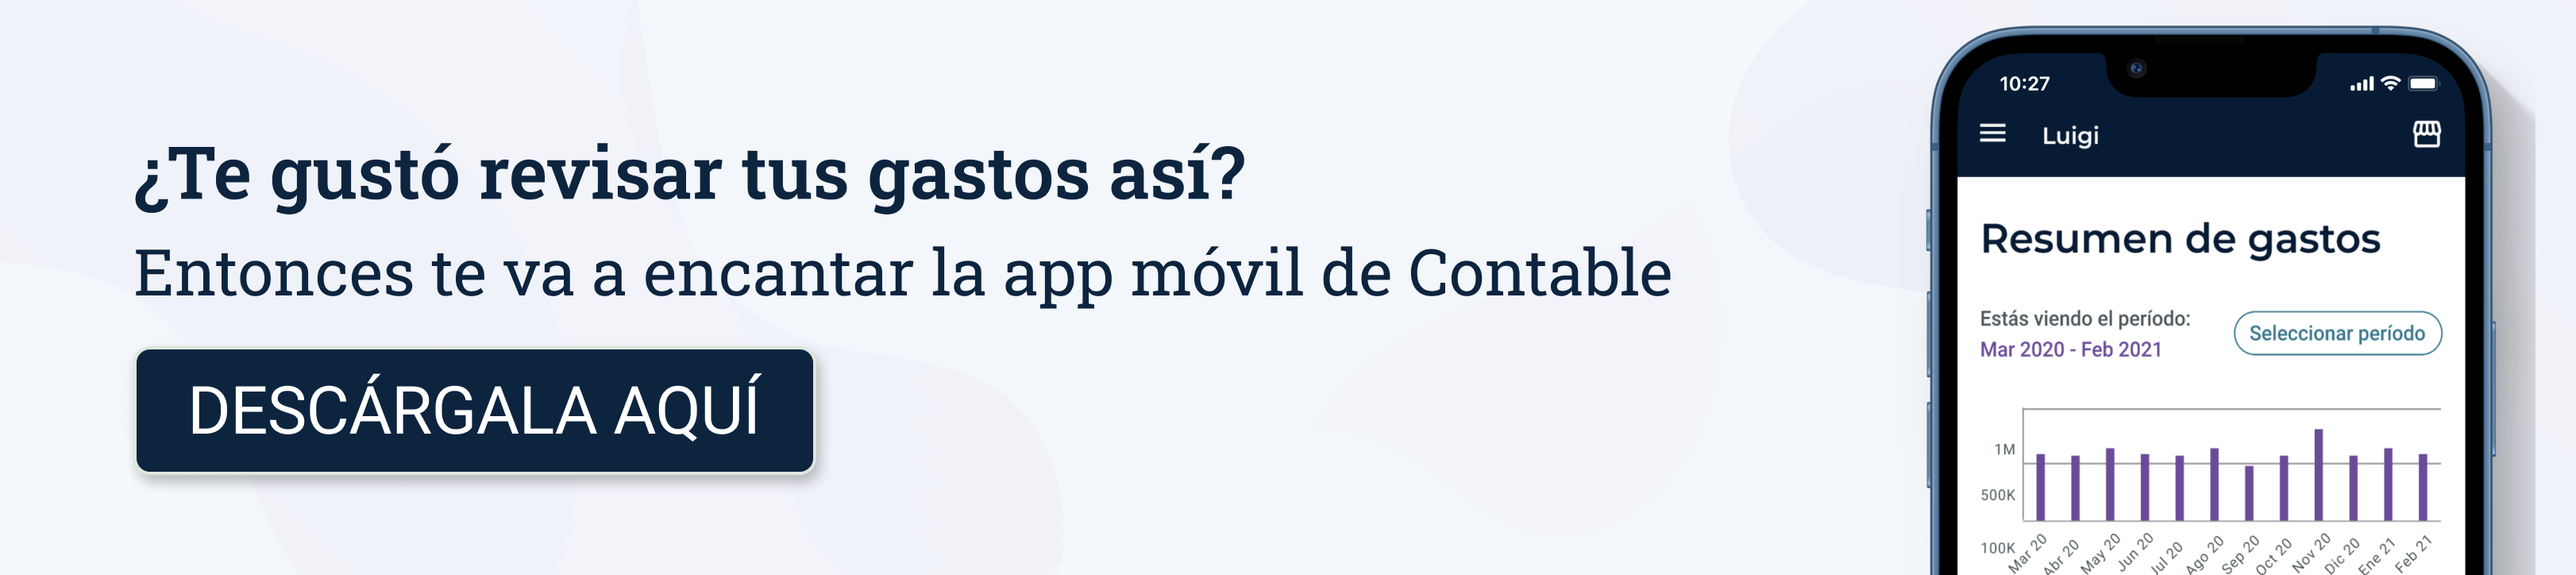 ¿Te gustó revisar tus gastos así?
Entonces te va a encantar la app móvil de Contable
DESCÁRGALA AQUÍ
10:27
Luigi
Resumen de gastos
Estás viendo el período:
Mar 2020 - Feb 2021
Seleccionar período
1M
500K
100K
Mar 20
Abr 20
May 20
Jun 20
Jul 20
Ago 20
Sep 20
Oct 20
Nov 20
Dic 20
Ene 21
Feb 21